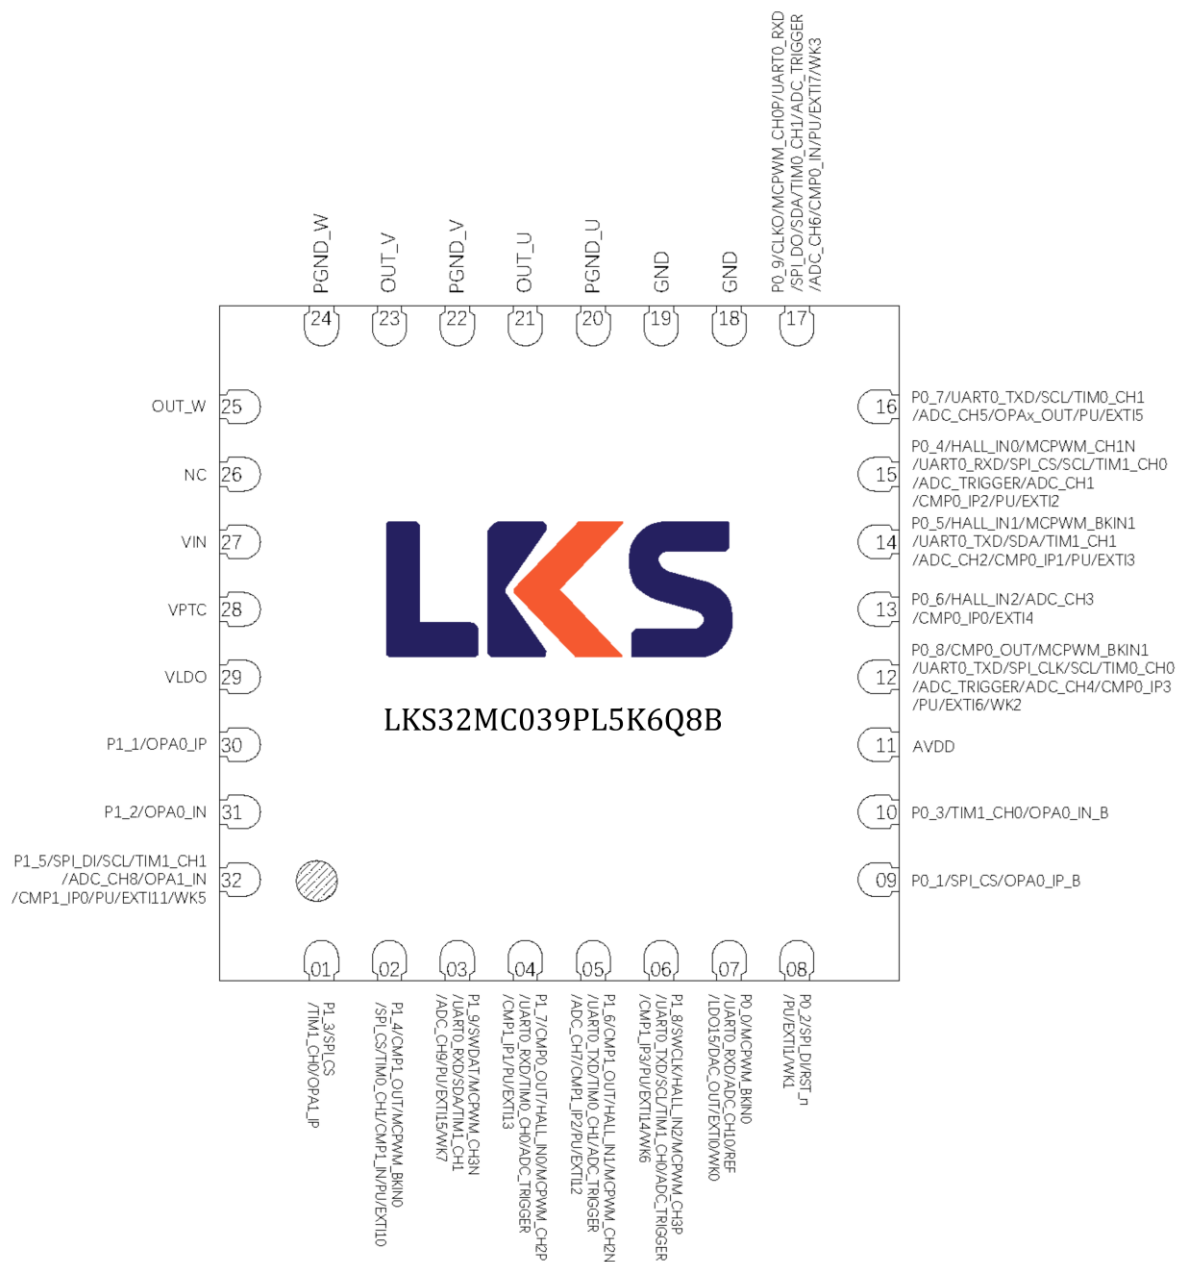 P0_9/CLKO/MCPWM_CH0P/UART0_RXD
/SPI_DO/SDA/TIM0_CH1/ADC_TRIGGER
/ADC_CH6/CMP0_IN/PU/EXTI7/WK3
PGND_W
OUT_V
PGND_V
OUT_U
PGND_U
GND
GND
24
23
22
21
20
19
18
17
OUT_W 25
NC 26
VIN 27
VPTC 28
VLDO 29
P1_1/OPA0_IP 30
P1_2/OPA0_IN 31
P1_5/SPI_DI/SCL/TIM1_CH1
/ADC_CH8/OPA1_IN
/CMP1_IP0/PU/EXTI11/WK5
32
LKS
LKS32MC039PL5K6Q8B
16
P0_7/UART0_TXD/SCL/TIM0_CH1
/ADC_CH5/OPAx_OUT/PU/EXTI5
15
P0_4/HALL_IN0/MCPWM_CH1N
/UART0_RXD/SPI_CS/SCL/TIM1_CH0
/ADC_TRIGGER/ADC_CH1
/CMP0_IP2/PU/EXTI2
14
P0_5/HALL_IN1/MCPWM_BKIN1
/UART0_TXD/SDA/TIM1_CH1
/ADC_CH2/CMP0_IP1/PU/EXTI3
13
P0_6/HALL_IN2/ADC_CH3
/CMP0_IP0/EXTI4
12
P0_8/CMP0_OUT/MCPWM_BKIN1
/UART0_TXD/SPI_CLK/SCL/TIM0_CH0
/ADC_TRIGGER/ADC_CH4/CMP0_IP3
/PU/EXTI6/WK2
11 AVDD
10 P0_3/TIM1_CH0/OPA0_IN_B
09 P0_1/SPI_CS/OPA0_IP_B
01
02
03
04
05
06
07
08
P1_3/SPI_CS
/TIM1_CH0/OPA1_IP
P1_4/CMP1_OUT/MCPWM_BKIN0
/SPI_CS/TIM0_CH1/CMP1_IN/PU/EXTI10
P1_9/SWDAT/MCPWM_CH3N
/UART0_RXD/SDA/TIM1_CH1
/ADC_CH9/PU/EXTI15/WK7
P1_7/CMP0_OUT/HALL_IN0/MCPWM_CH2P
/UART0_RXD/TIM0_CH0/ADC_TRIGGER
/CMP1_IP1/PU/EXTI13
P1_6/CMP1_OUT/HALL_IN1/MCPWM_CH2N
/UART0_TXD/TIM0_CH1/ADC_TRIGGER
/ADC_CH7/CMP1_IP2/PU/EXTI12
P1_8/SWCLK/HALL_IN2/MCPWM_CH3P
/UART0_TXD/SCL/TIM1_CH0/ADC_TRIGGER
/CMP1_IP3/PU/EXTI14/WK6
P0_0/MCPWM_BKIN0
/UART0_RXD/ADC_CH10/REF
/LDO15/DAC_OUT/EXTI0/WK0
P0_2/SPI_DI/RST_n
/PU/EXTI1/WK1